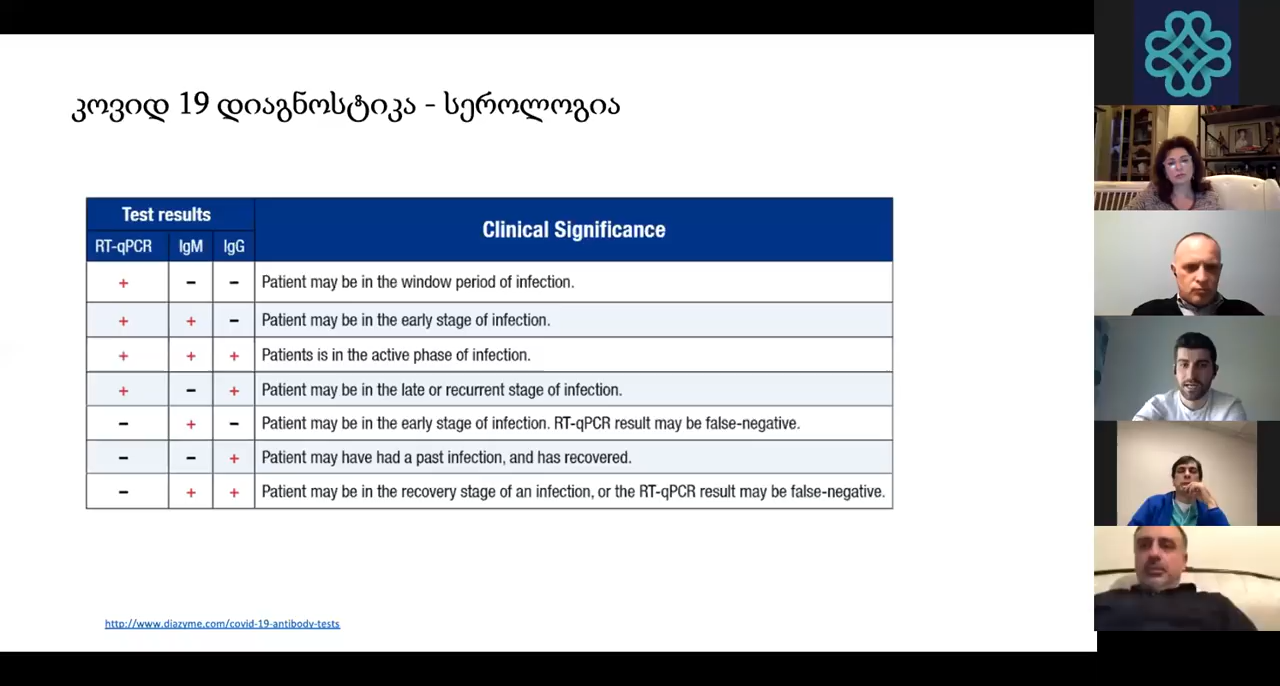 კოვიდ 19 დიაგნოსტიკა - სეროლოგია
Test results
Clinical Significance
RT-qPCR IgM IgG
+ – – Patient may be in the window period of infection.
+ + – Patient may be in the early stage of infection.
+ + + Patients is in the active phase of infection.
+ – + Patient may be in the late or recurrent stage of infection.
– + – Patient may be in the early stage of infection. RT-qPCR result may be false-negative.
– – + Patient may have had a past infection, and has recovered.
– + + Patient may be in the recovery stage of an infection, or the RT-qPCR result may be false-negative.
http://www.diazyme.com/covid-19-antibody-tests